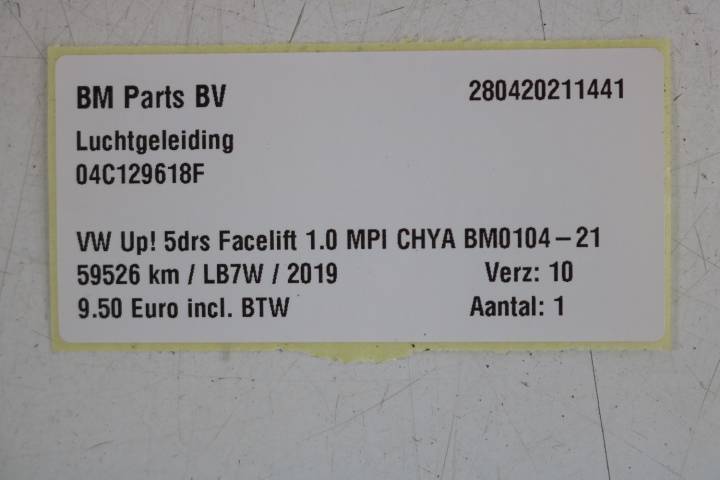 BM Parts BV 280420211441
Luchtgeleiding
04C129618F
VW Up! 5drs Facelift 1.0 MPI CHYA BM0104-21
59526 km / LB7W / 2019 Verz: 10
9.50 Euro incl. BTW Aantal: 1